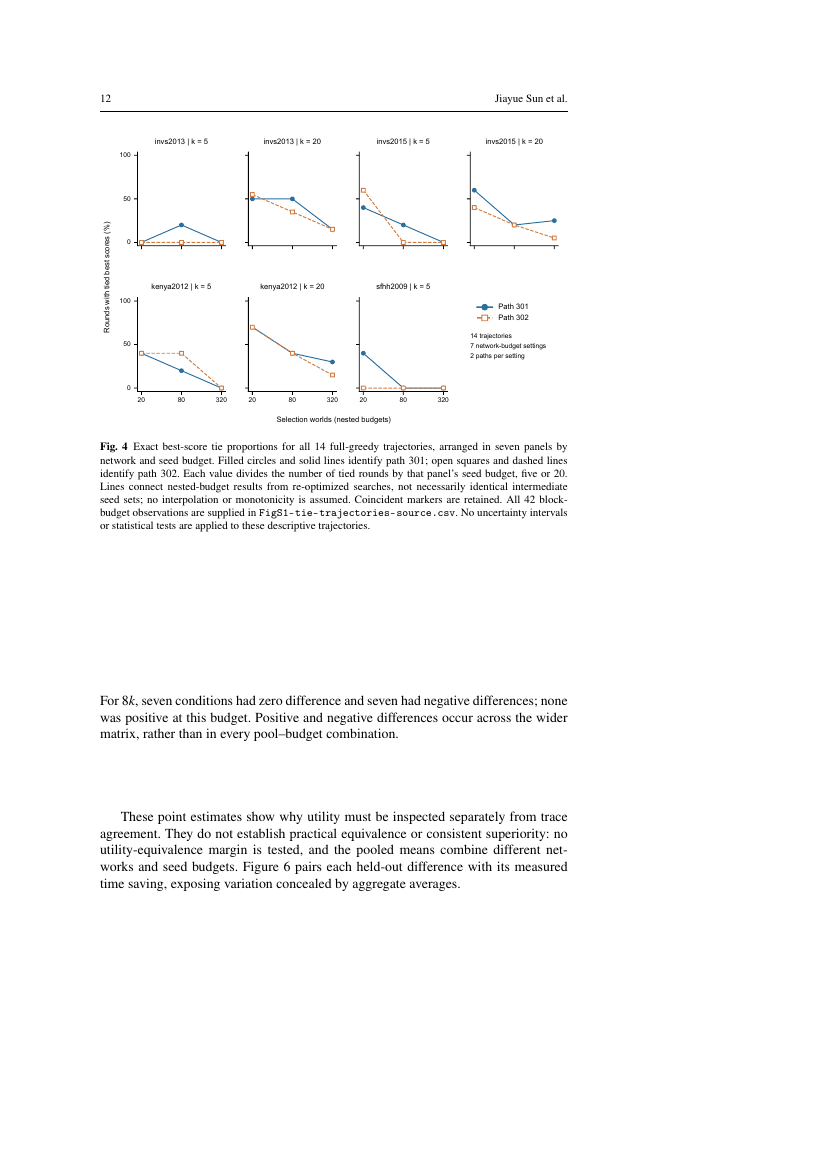 12
Jiayue Sun et al.
invs2013 | k = 5
invs2013 | k = 20
invs2015 | k = 5
invs2015 | k = 20
100
50
0
Rounds with tied best scores (%)
kenya2012 | k = 5
kenya2012 | k = 20
sfhh2009 | k = 5
100
50
0
20 80 320
20 80 320
20 80 320
Path 301
Path 302
14 trajectories
7 network-budget settings
2 paths per setting
Selection worlds (nested budgets)
Fig. 4 Exact best-score tie proportions for all 14 full-greedy trajectories, arranged in seven panels by
network and seed budget. Filled circles and solid lines identify path 301; open squares and dashed lines
identify path 302. Each value divides the number of tied rounds by that panel's seed budget, five or 20.
Lines connect nested-budget results from re-optimized searches, not necessarily identical intermediate
seed sets; no interpolation or monotonicity is assumed. Coincident markers are retained. All 42 block-
budget observations are supplied in FigS1-tie-trajectories-source.csv. No uncertainty intervals
or statistical tests are applied to these descriptive trajectories.
For 8k, seven conditions had zero difference and seven had negative differences; none
was positive at this budget. Positive and negative differences occur across the wider
matrix, rather than in every pool–budget combination.
These point estimates show why utility must be inspected separately from trace
agreement. They do not establish practical equivalence or consistent superiority: no
utility-equivalence margin is tested, and the pooled means combine different net-
works and seed budgets. Figure 6 pairs each held-out difference with its measured
time saving, exposing variation concealed by aggregate averages.